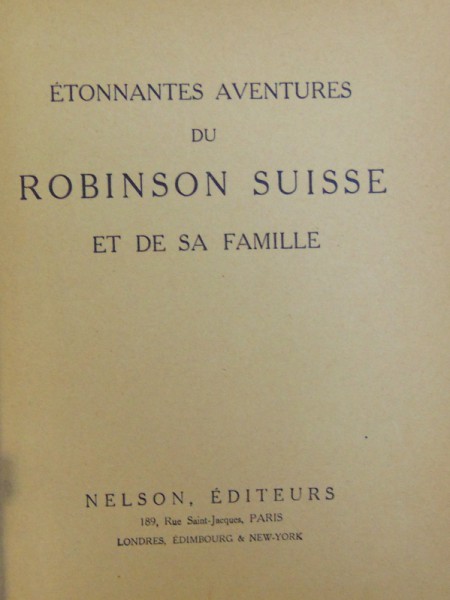 ÉTONNANTES AVENTURES
DU
ROBINSON SUISSE
ET DE SA FAMILLE
NELSON, ÉDITEURS
189, Rue Saint-Jacques, PARIS
LONDRES, ÉDIMBOURG & NEW-YORK